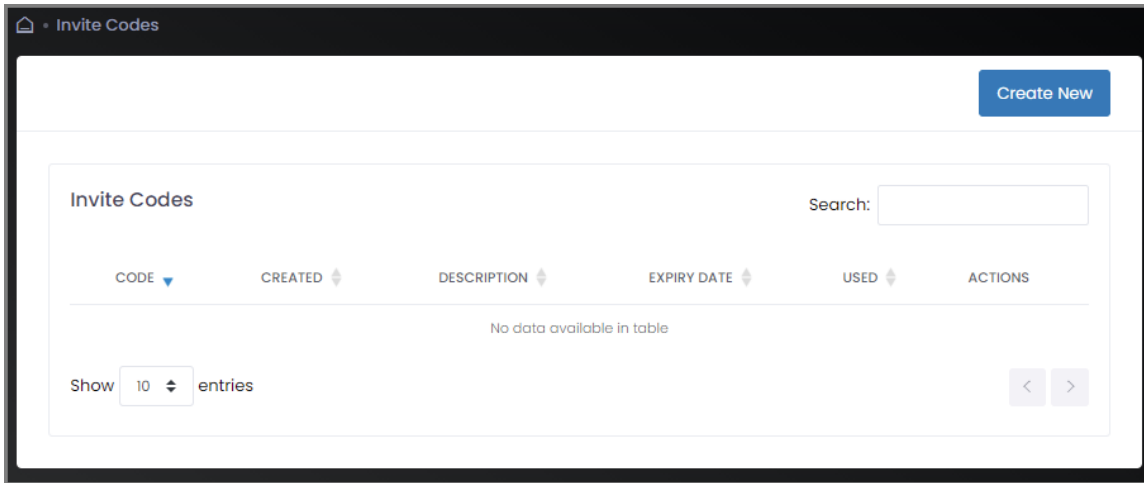 Invite Codes
Create New
Invite Codes
Search:
CODE CREATED DESCRIPTION EXPIRY DATE USED ACTIONS
No data available in table
Show 10 entries